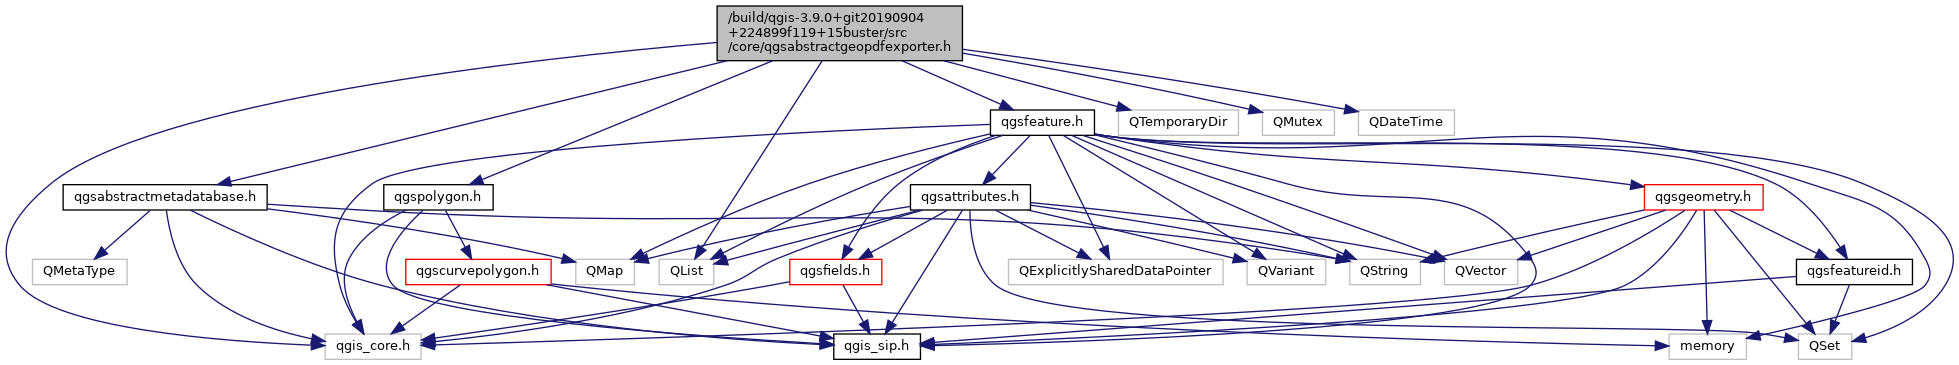 /build/qgis-3.9.0+git20190904
+224899f119+15buster/src
/core/qgsabstractgeopdfexporter.h
qgsfeature.h
QTemporaryDir
QMutex
QDateTime
qgsabstractmetadatabase.h
qgspolygon.h
qgsattributes.h
qgsgeometry.h
QMetaType
qgscurvepolygon.h
QMap
QList
qgsfields.h
QExplicitlySharedDataPointer
QVariant
QString
QVector
qgsfeatureid.h
qgis_core.h
qgis_sip.h
memory
QSet